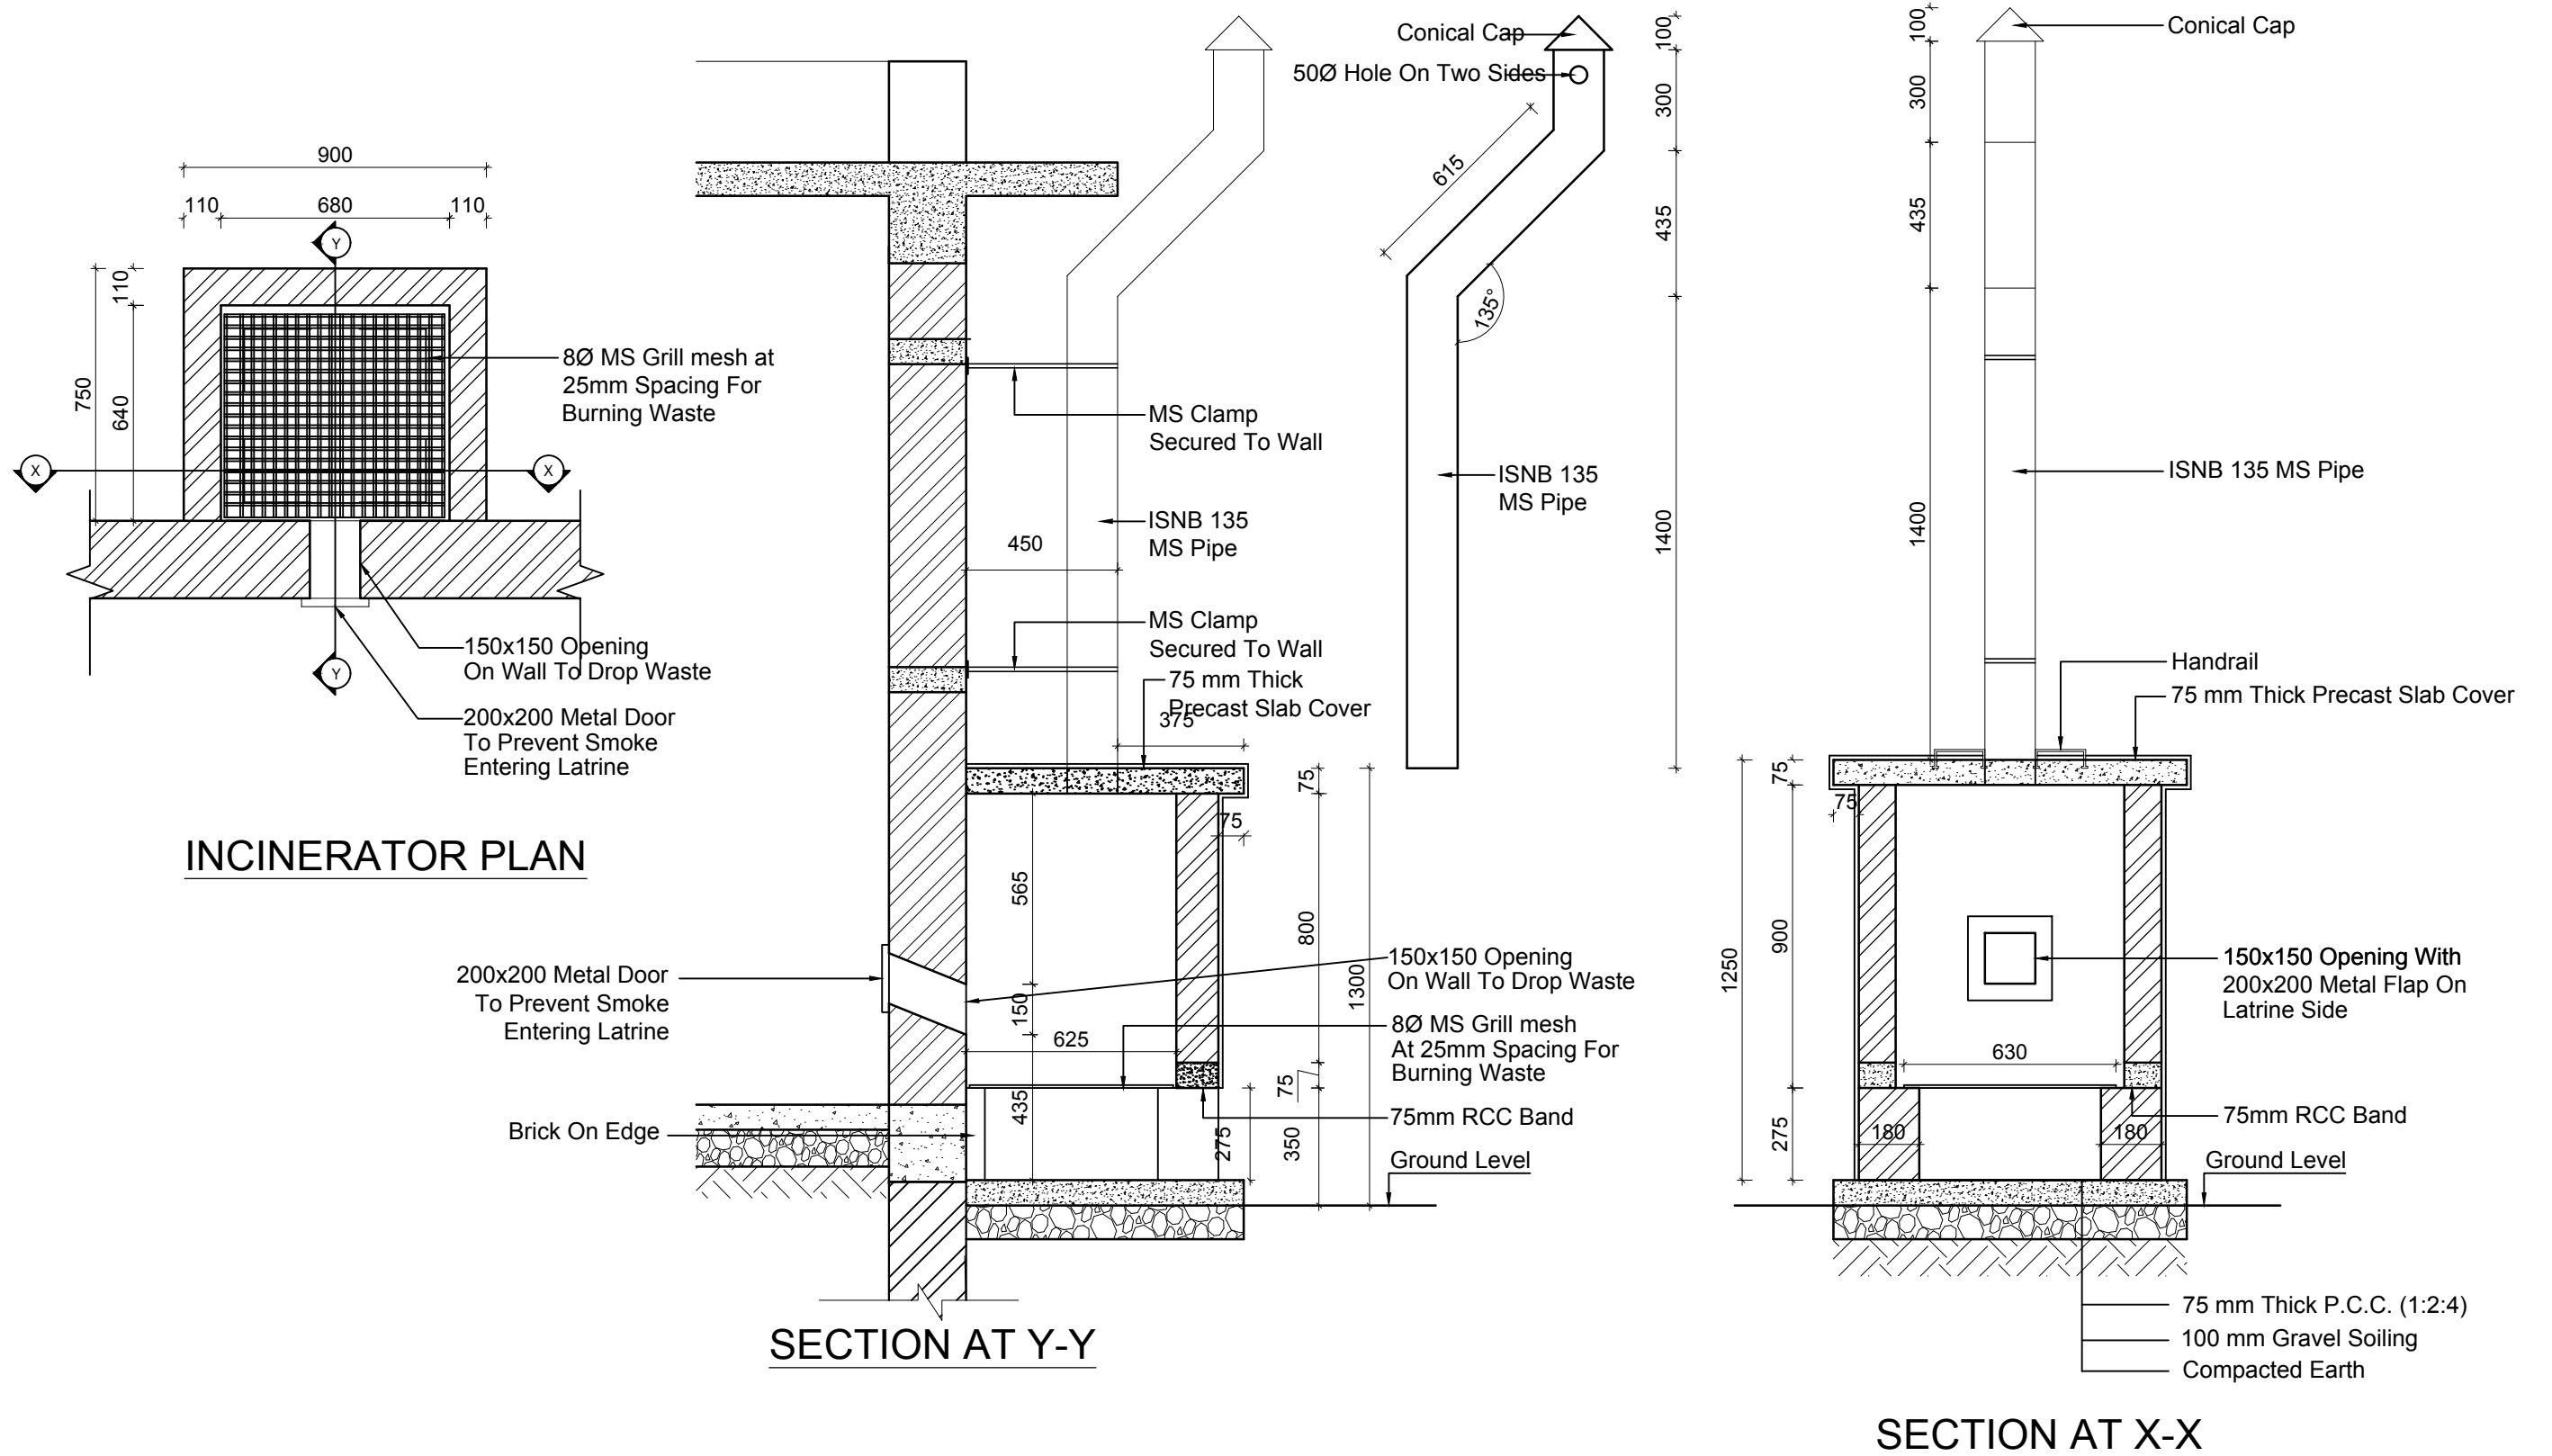 900
110
680
110
Y
750
110
640
8Ø MS Grill mesh at
25mm Spacing For
Burning Waste
X
X
150x150 Opening
On Wall To Drop Waste
Y
200x200 Metal Door
To Prevent Smoke
Entering Latrine
INCINERATOR PLAN
MS Clamp
Secured To Wall
ISNB 135
MS Pipe
450
MS Clamp
Secured To Wall
75 mm Thick
Precast Slab Cover
375
75
75
565
800
1300
150
625
435
75
275
350
200x200 Metal Door
To Prevent Smoke
Entering Latrine
150x150 Opening
On Wall To Drop Waste
8Ø MS Grill mesh
At 25mm Spacing For
Burning Waste
Brick On Edge
75mm RCC Band
Ground Level
SECTION AT Y-Y
Conical Cap
50Ø Hole On Two Sides
615
135°
ISNB 135
MS Pipe
100
300
435
1400
100
300
435
1400
Conical Cap
ISNB 135 MS Pipe
Handrail
75 mm Thick Precast Slab Cover
75
75
900
1250
275
630
180
180
150x150 Opening With
200x200 Metal Flap On
Latrine Side
75mm RCC Band
Ground Level
75 mm Thick P.C.C. (1:2:4)
100 mm Gravel Soiling
Compacted Earth
SECTION AT X-X